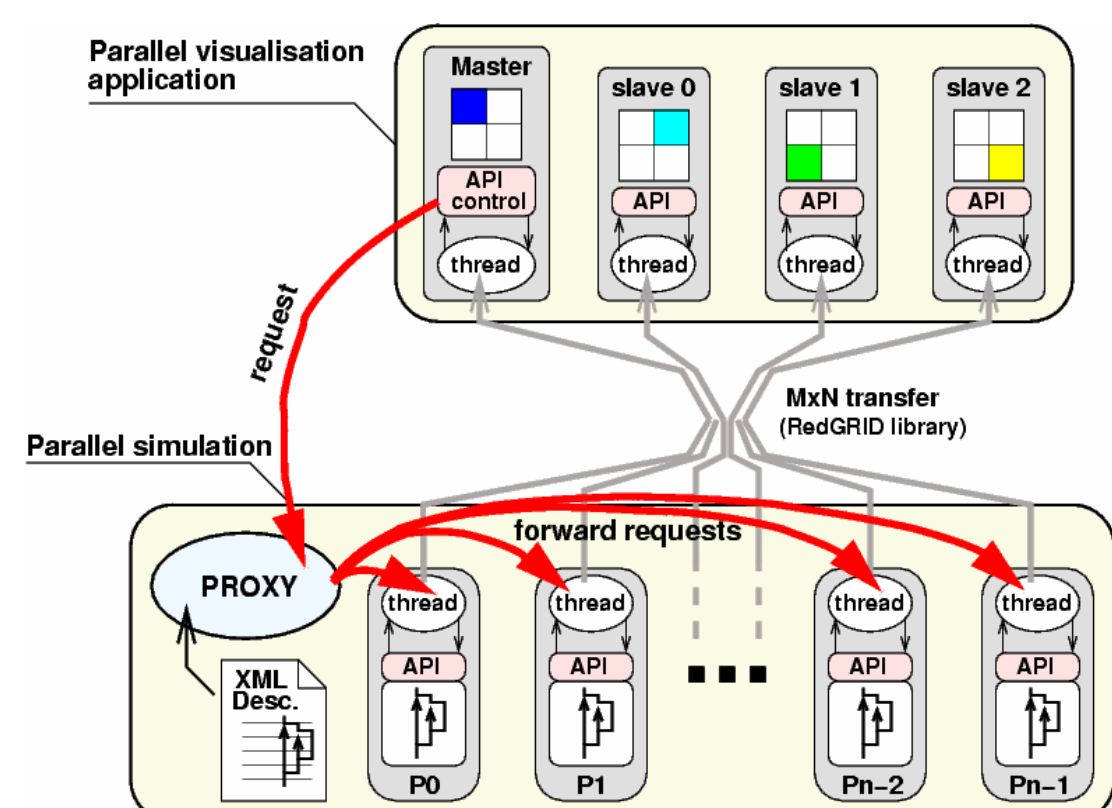 Parallel visualisation
application
Master
slave 0
slave 1
slave 2
API
control
API
API
API
thread
thread
thread
thread
request
MxN transfer
(RedGRID library)
Parallel simulation
forward requests
PROXY
thread
thread
thread
thread
XML
Desc.
API
API
API
API
P0
P1
Pn−2
Pn−1